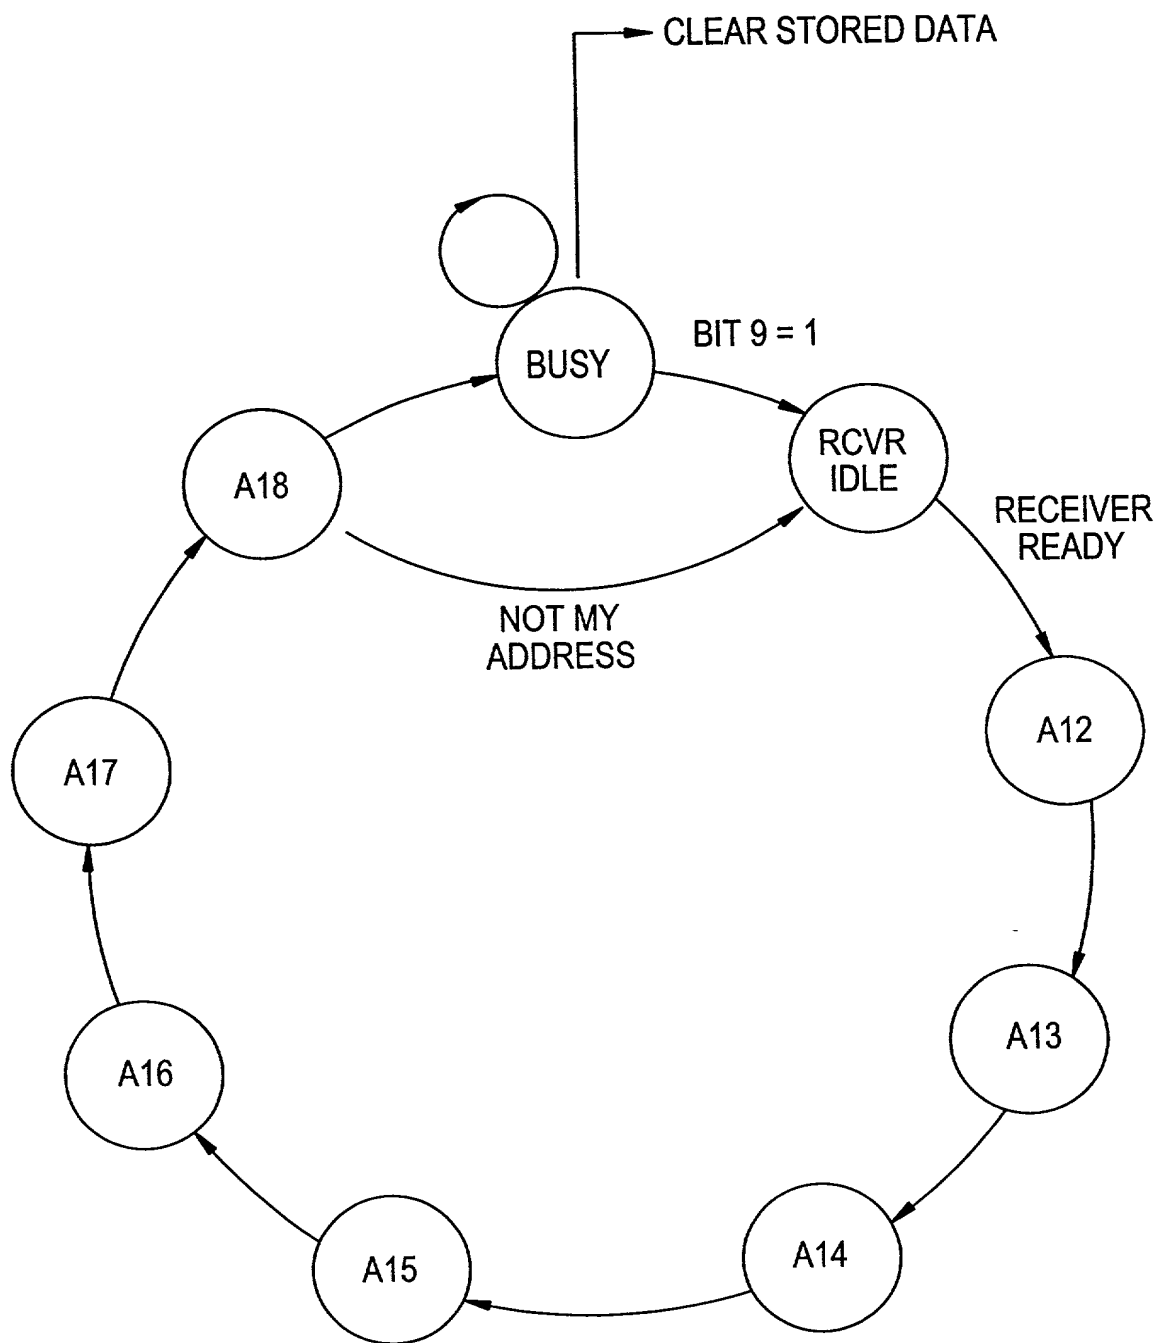 CLEAR STORED DATA
BIT 9 = 1
BUSY
RCVR
IDLE
A18
RECEIVER
READY
NOT MY
ADDRESS
A12
A17
A13
A16
A14
A15